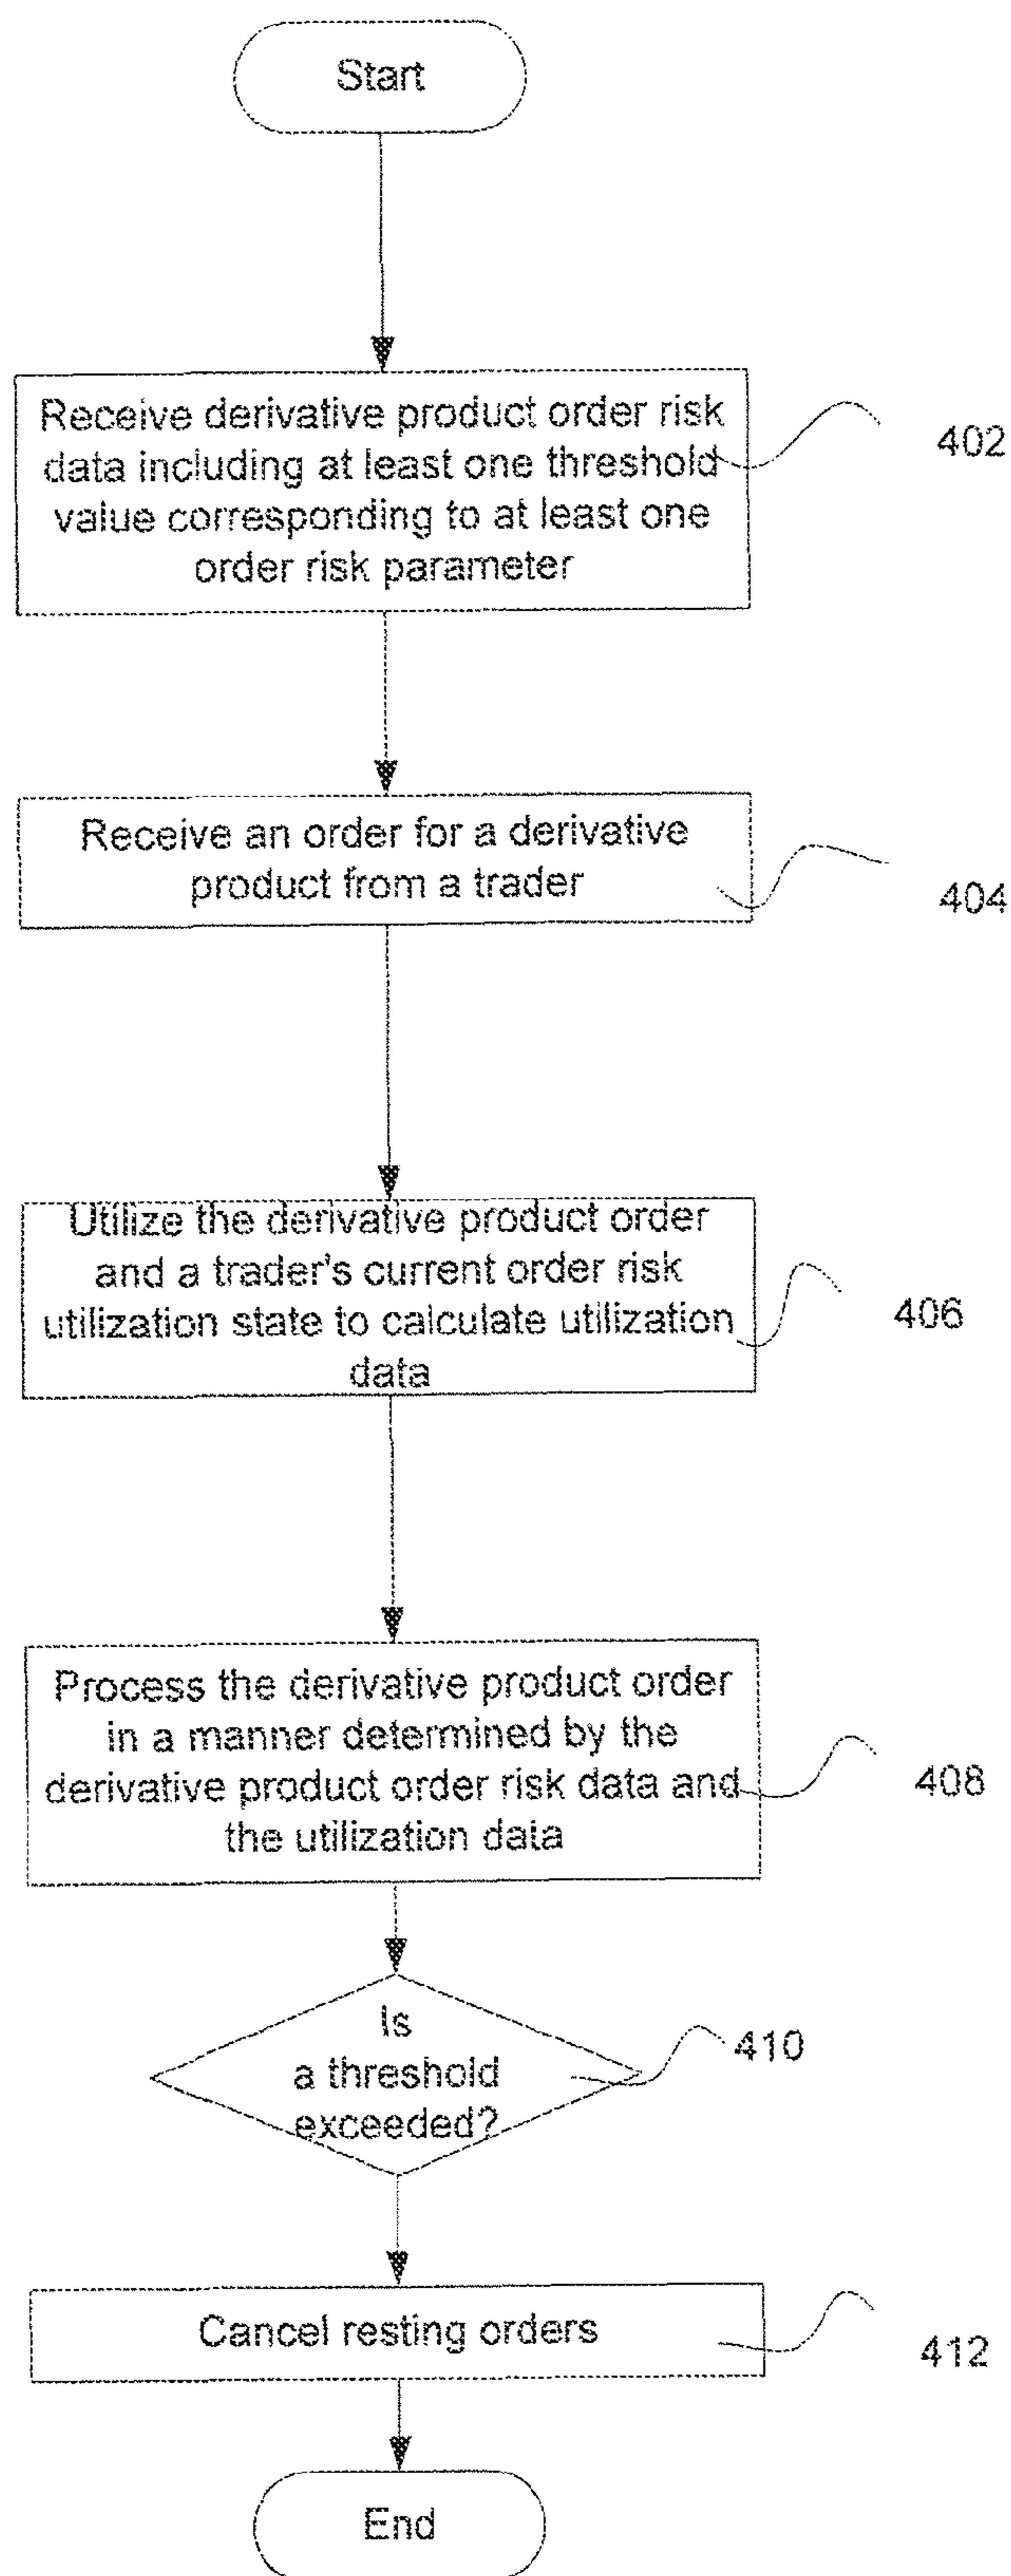 Start
Receive derivative product order risk
data including at least one threshold
value corresponding to at least one
order risk parameter
402
Receive an order for a derivative
product from a trader
404
Utilize the derivative product order
and a trader's current order risk
utilization state to calculate utilization
data
406
Process the derivative product order
in a manner determined by the
derivative product order risk data and
the utilization data
408
Is
a threshold
exceeded?
410
Cancel resting orders
412
End